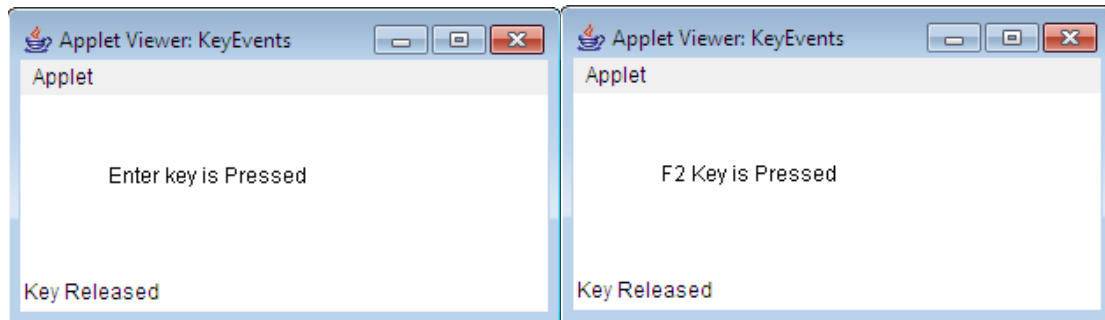 Applet Viewer: KeyEvents
Applet
Enter key is Pressed
Key Released
Applet Viewer: KeyEvents
Applet
F2 Key is Pressed
Key Released